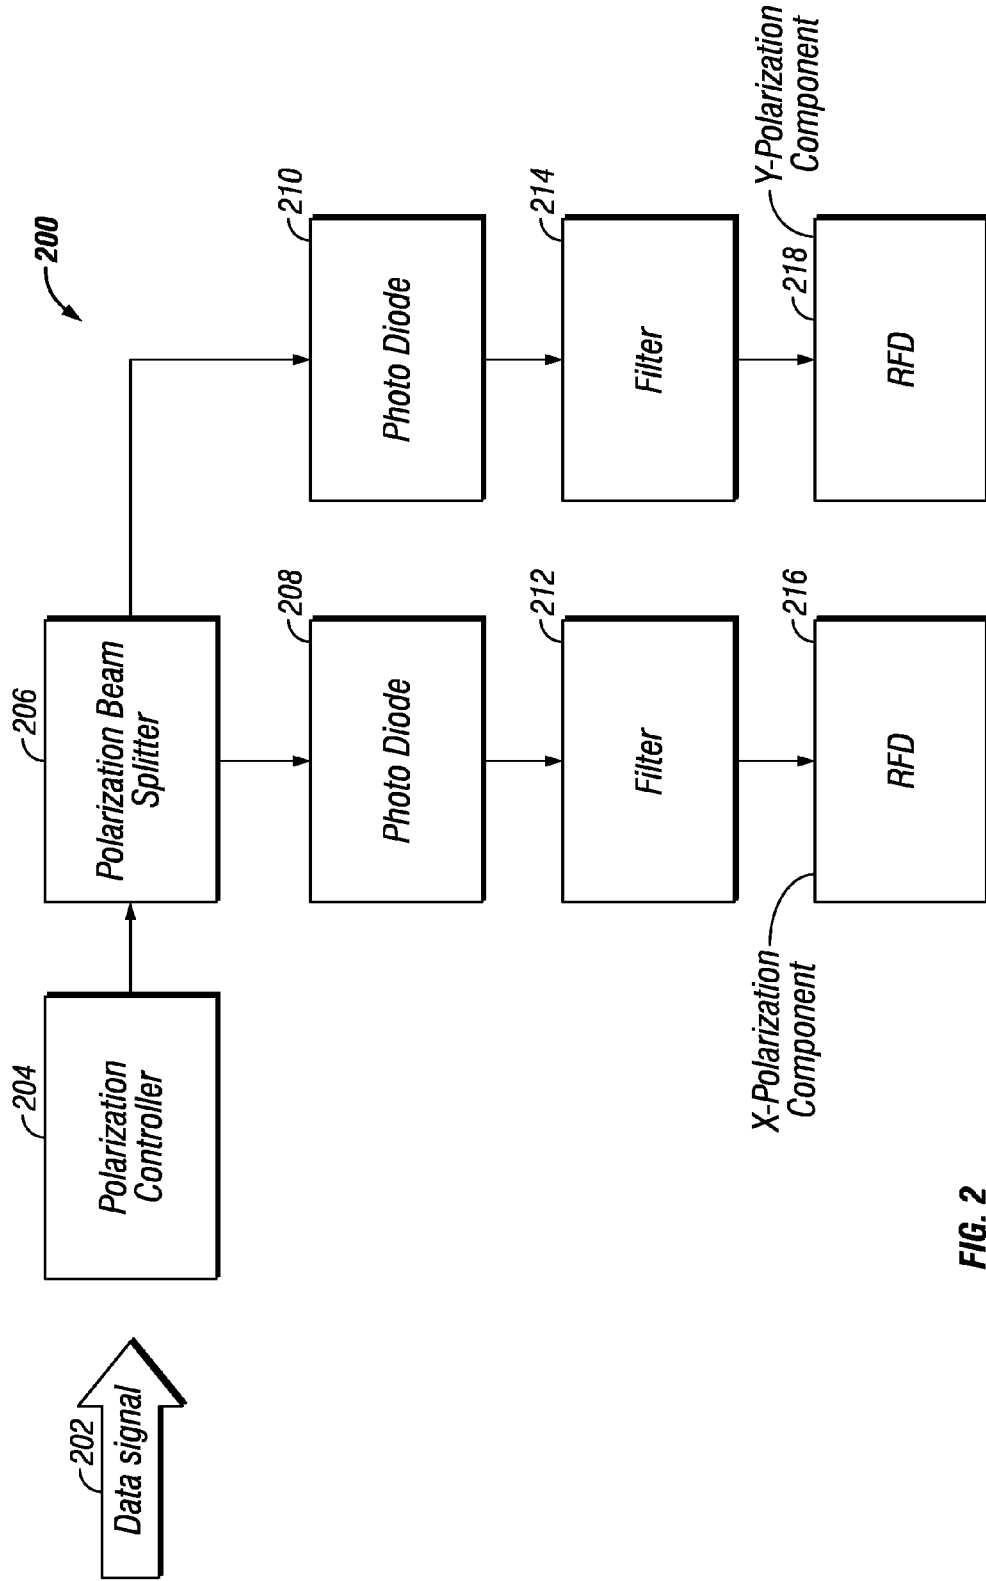 200
202
Data signal
204
Polarization
Controller
206
Polarization Beam
Splitter
208
Photo Diode
210
Photo Diode
212
Filter
214
Filter
X-Polarization
Component
216
RFD
218
Y-Polarization
Component
RFD
FIG. 2